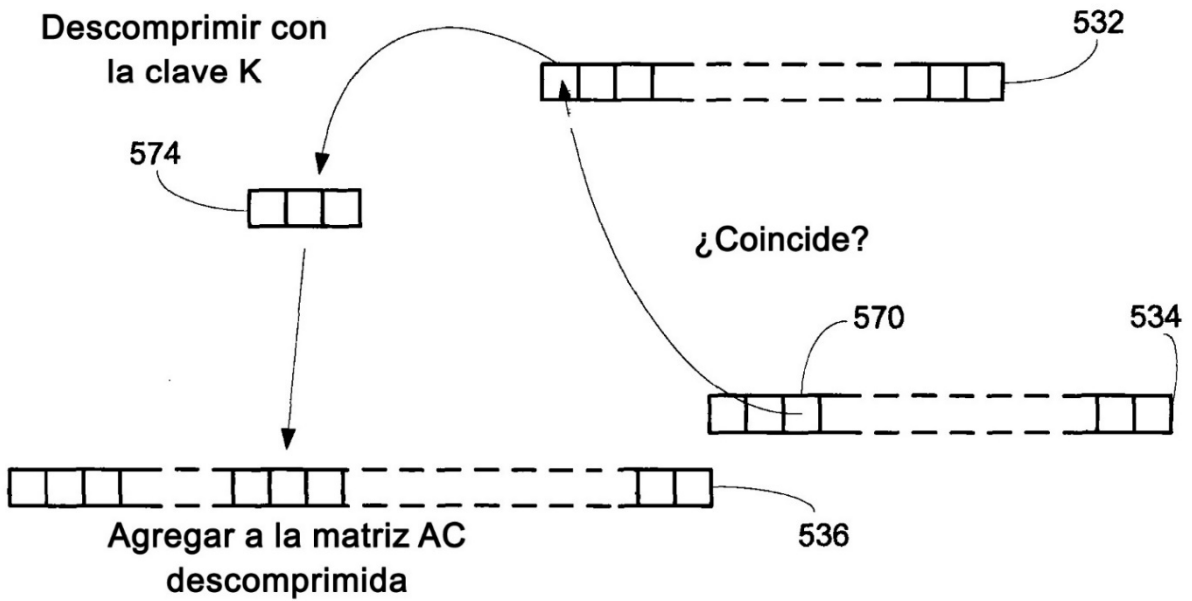 Descomprimir con
la clave K
532
574
¿Coincide?
570
534
536
Agregar a la matriz AC
descomprimida